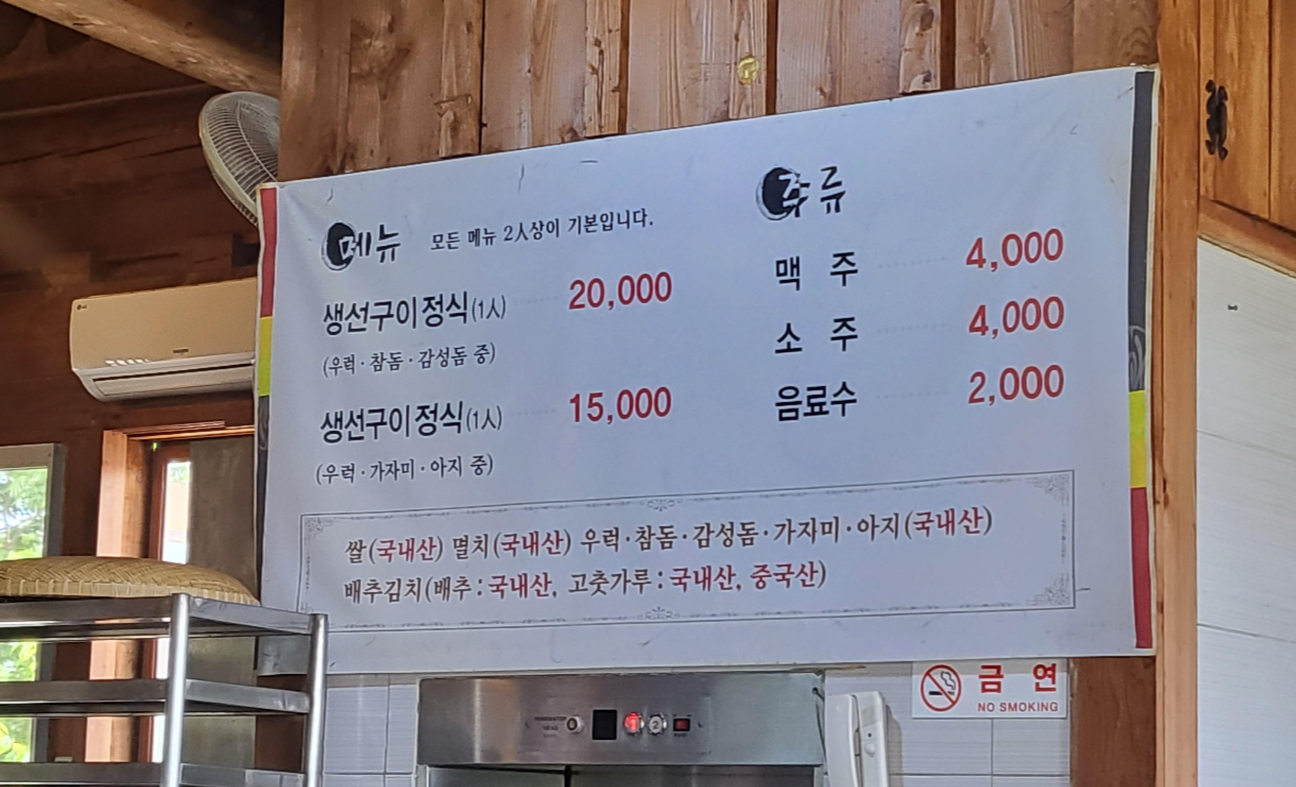 메뉴 모든 메뉴 2人상이 기본입니다.
생선구이정식(1人) 20,000
(우럭·참돔·감성돔 중)
생선구이정식(1人) 15,000
(우럭·가자미·아지 중)
주류
맥 주 4,000
소 주 4,000
음료수 2,000
쌀(국내산) 멸치(국내산) 우럭·참돔·감성돔·가자미·아지(국내산)
배추김치(배추:국내산, 고춧가루:국내산, 중국산)
금 연
NO SMOKING
1 2